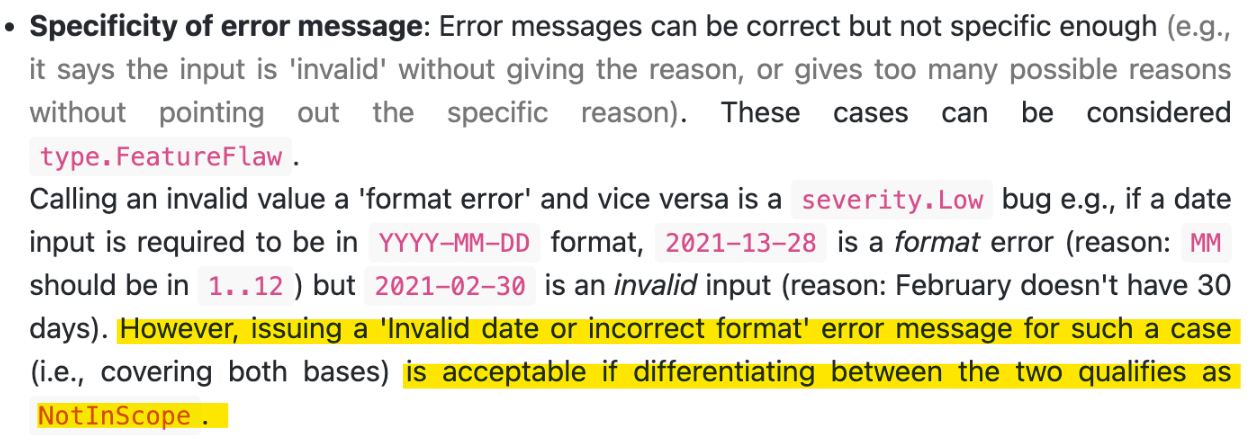 • Specificity of error message: Error messages can be correct but not specific enough (e.g.,
it says the input is 'invalid' without giving the reason, or gives too many possible reasons
without pointing out the specific reason). These cases can be considered
type.FeatureFlaw .
Calling an invalid value a 'format error' and vice versa is a severity.Low bug e.g., if a date
input is required to be in YYYY-MM-DD format, 2021-13-28 is a format error (reason: MM
should be in 1..12 ) but 2021-02-30 is an invalid input (reason: February doesn't have 30
days). However, issuing a 'Invalid date or incorrect format' error message for such a case
(i.e., covering both bases) is acceptable if differentiating between the two qualifies as
NotInScope .